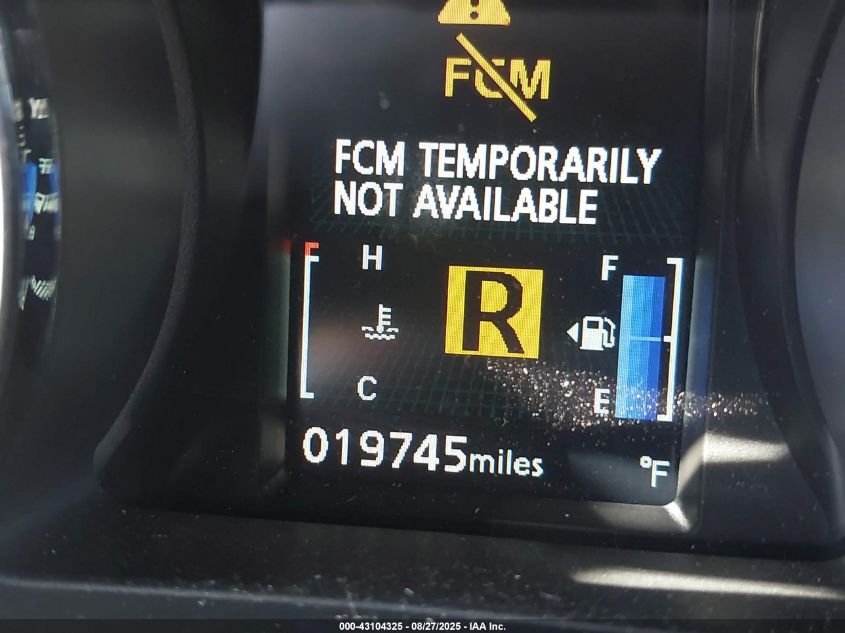 FCM
FCM TEMPORARILY
NOT AVAILABLE
H
F
R
C
E
019745miles
°F
000-43104325 - 08/27/2025 - IAA Inc.